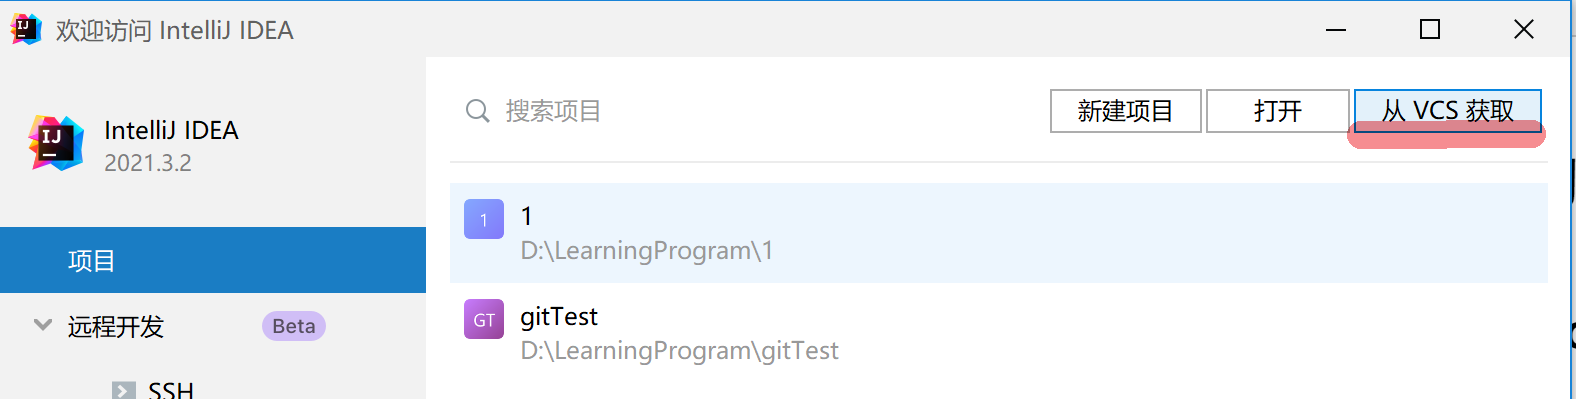 欢迎访问 IntelliJ IDEA
IntelliJ IDEA
2021.3.2
搜索项目
新建项目
打开
从 VCS 获取
项目
远程开发
Beta
SSH
1
1
D:\LearningProgram\1
GT
gitTest
D:\LearningProgram\gitTest